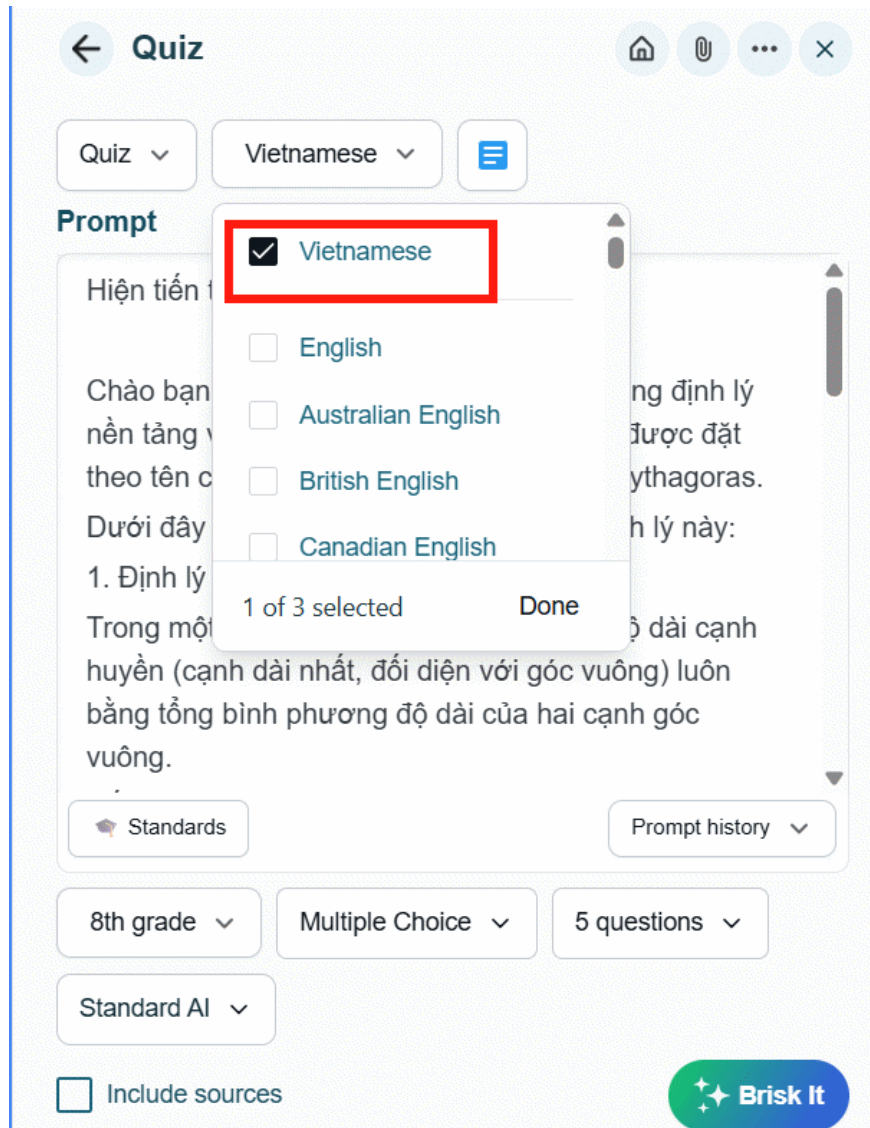 Quiz
Quiz
Vietnamese
Prompt
Vietnamese
English
Australian English
British English
Canadian English
1 of 3 selected
Done
Hiện tiến
Chào bạn ng định lý
nền tảng được đặt
theo tên c ythagoras.
Dưới đây h lý này:
1. Định lý
Trong một dài cạnh
huyền (cạnh dài nhất, đối diện với góc vuông) luôn
bằng tổng bình phương độ dài của hai cạnh góc
vuông.
Standards
Prompt history
8th grade
Multiple Choice
5 questions
Standard AI
Include sources
Brisk It